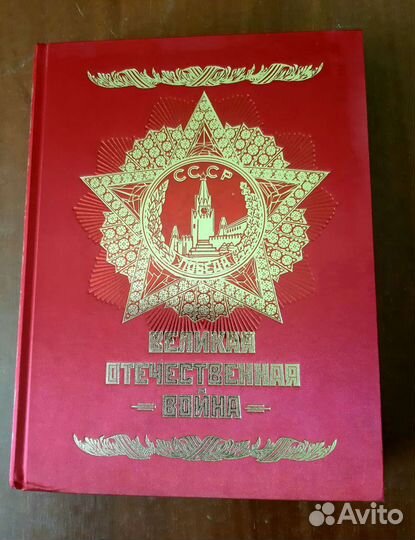 СССР
ПОБЕДА
ВЕЛИКАЯ
ОТЕЧЕСТВЕННАЯ
ВОЙНА
Avito